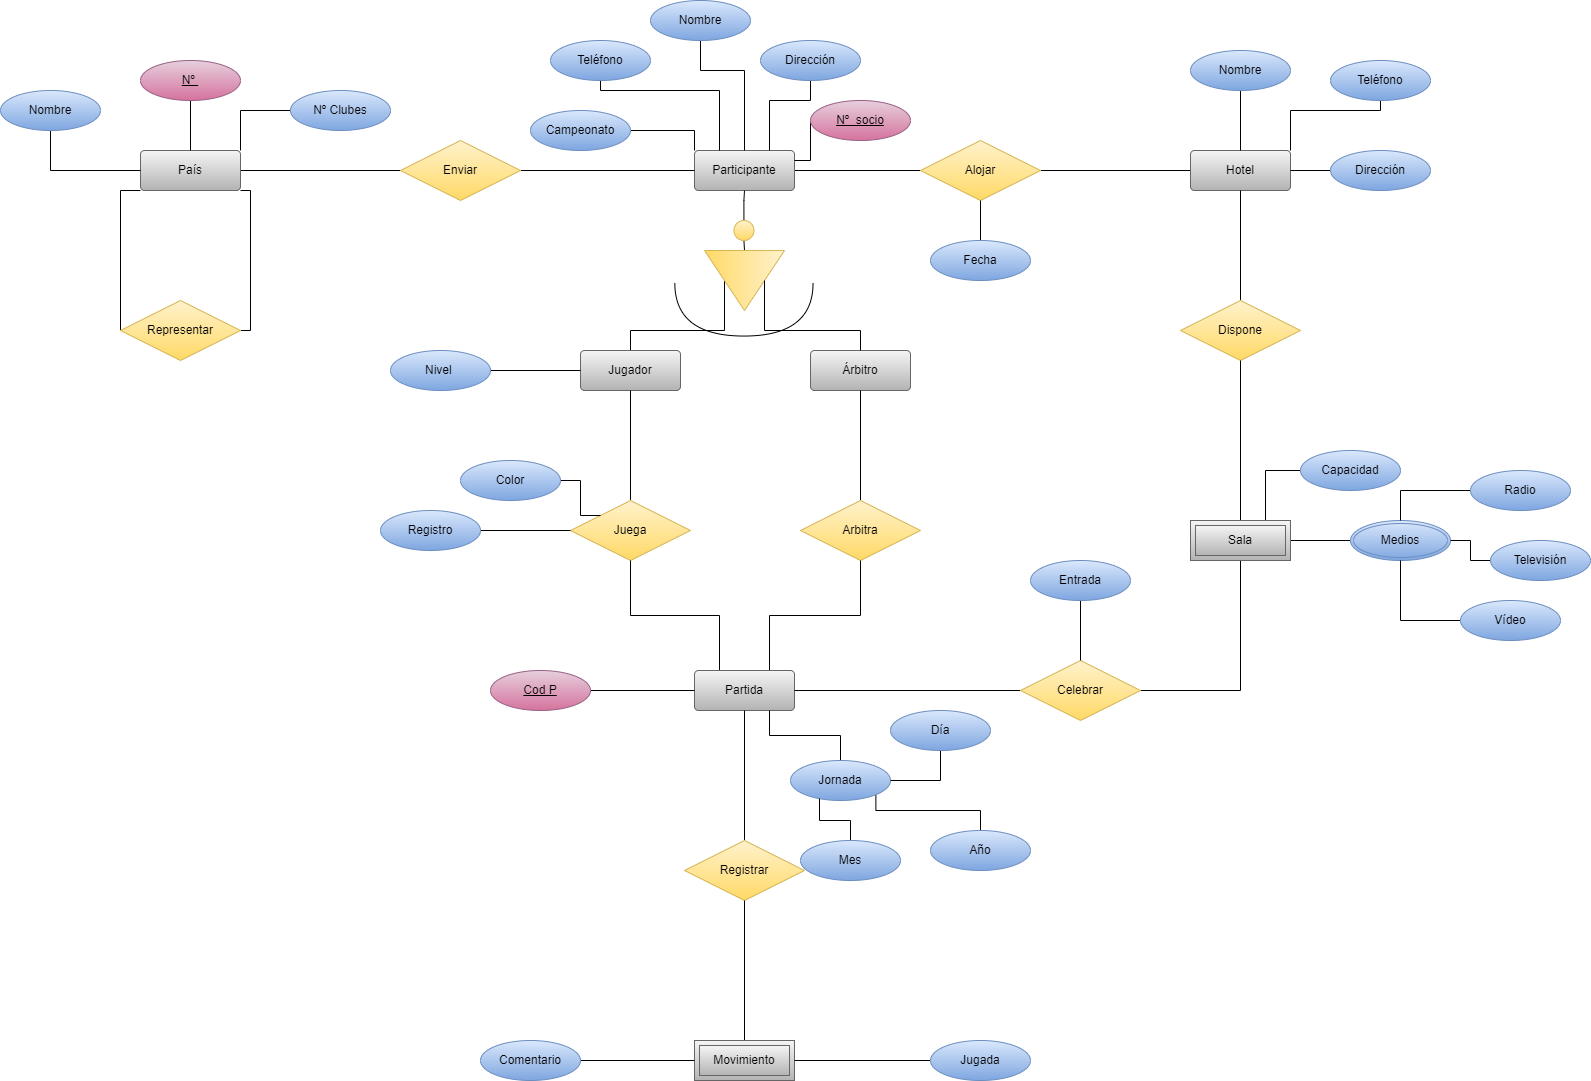 Nombre
Teléfono
Dirección
Nombre
Teléfono
Nº
Nombre
Nº Clubes
Campeonato
Nº socio
País
Enviar
Participante
Alojar
Hotel
Dirección
Fecha
Representar
Dispone
Nivel
Jugador
Árbitro
Color
Capacidad
Radio
Registro
Juega
Arbitra
Sala
Medios
Televisión
Entrada
Vídeo
Cod P
Partida
Celebrar
Día
Jornada
Mes
Año
Registrar
Comentario
Movimiento
Jugada